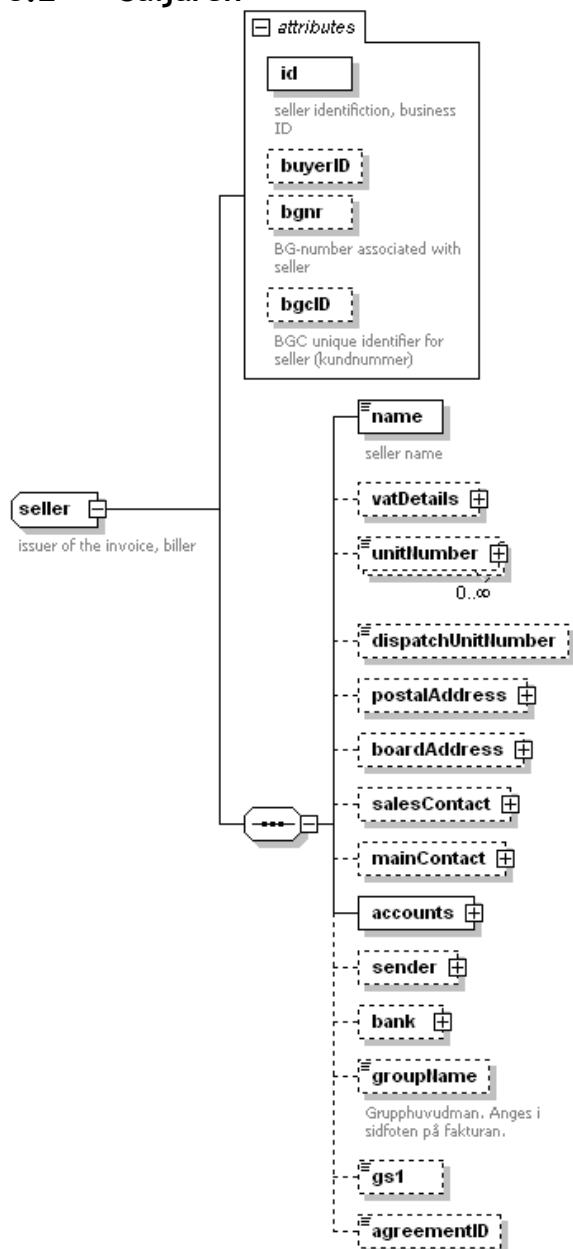 attributes
id
seller identifiction, business
ID
buyerID
bgnr
BG-number associated with
seller
bgcID
BGC unique identifier for
seller (kundnummer)
name
seller name
vatDetails
seller
issuer of the invoice, biller
unitNumber
0..∞
dispatchUnitNumber
postalAddress
boardAddress
salesContact
mainContact
accounts
sender
bank
groupName
Grupphuvudman. Anges i
sidfoten på fakturan.
gs1
agreementID